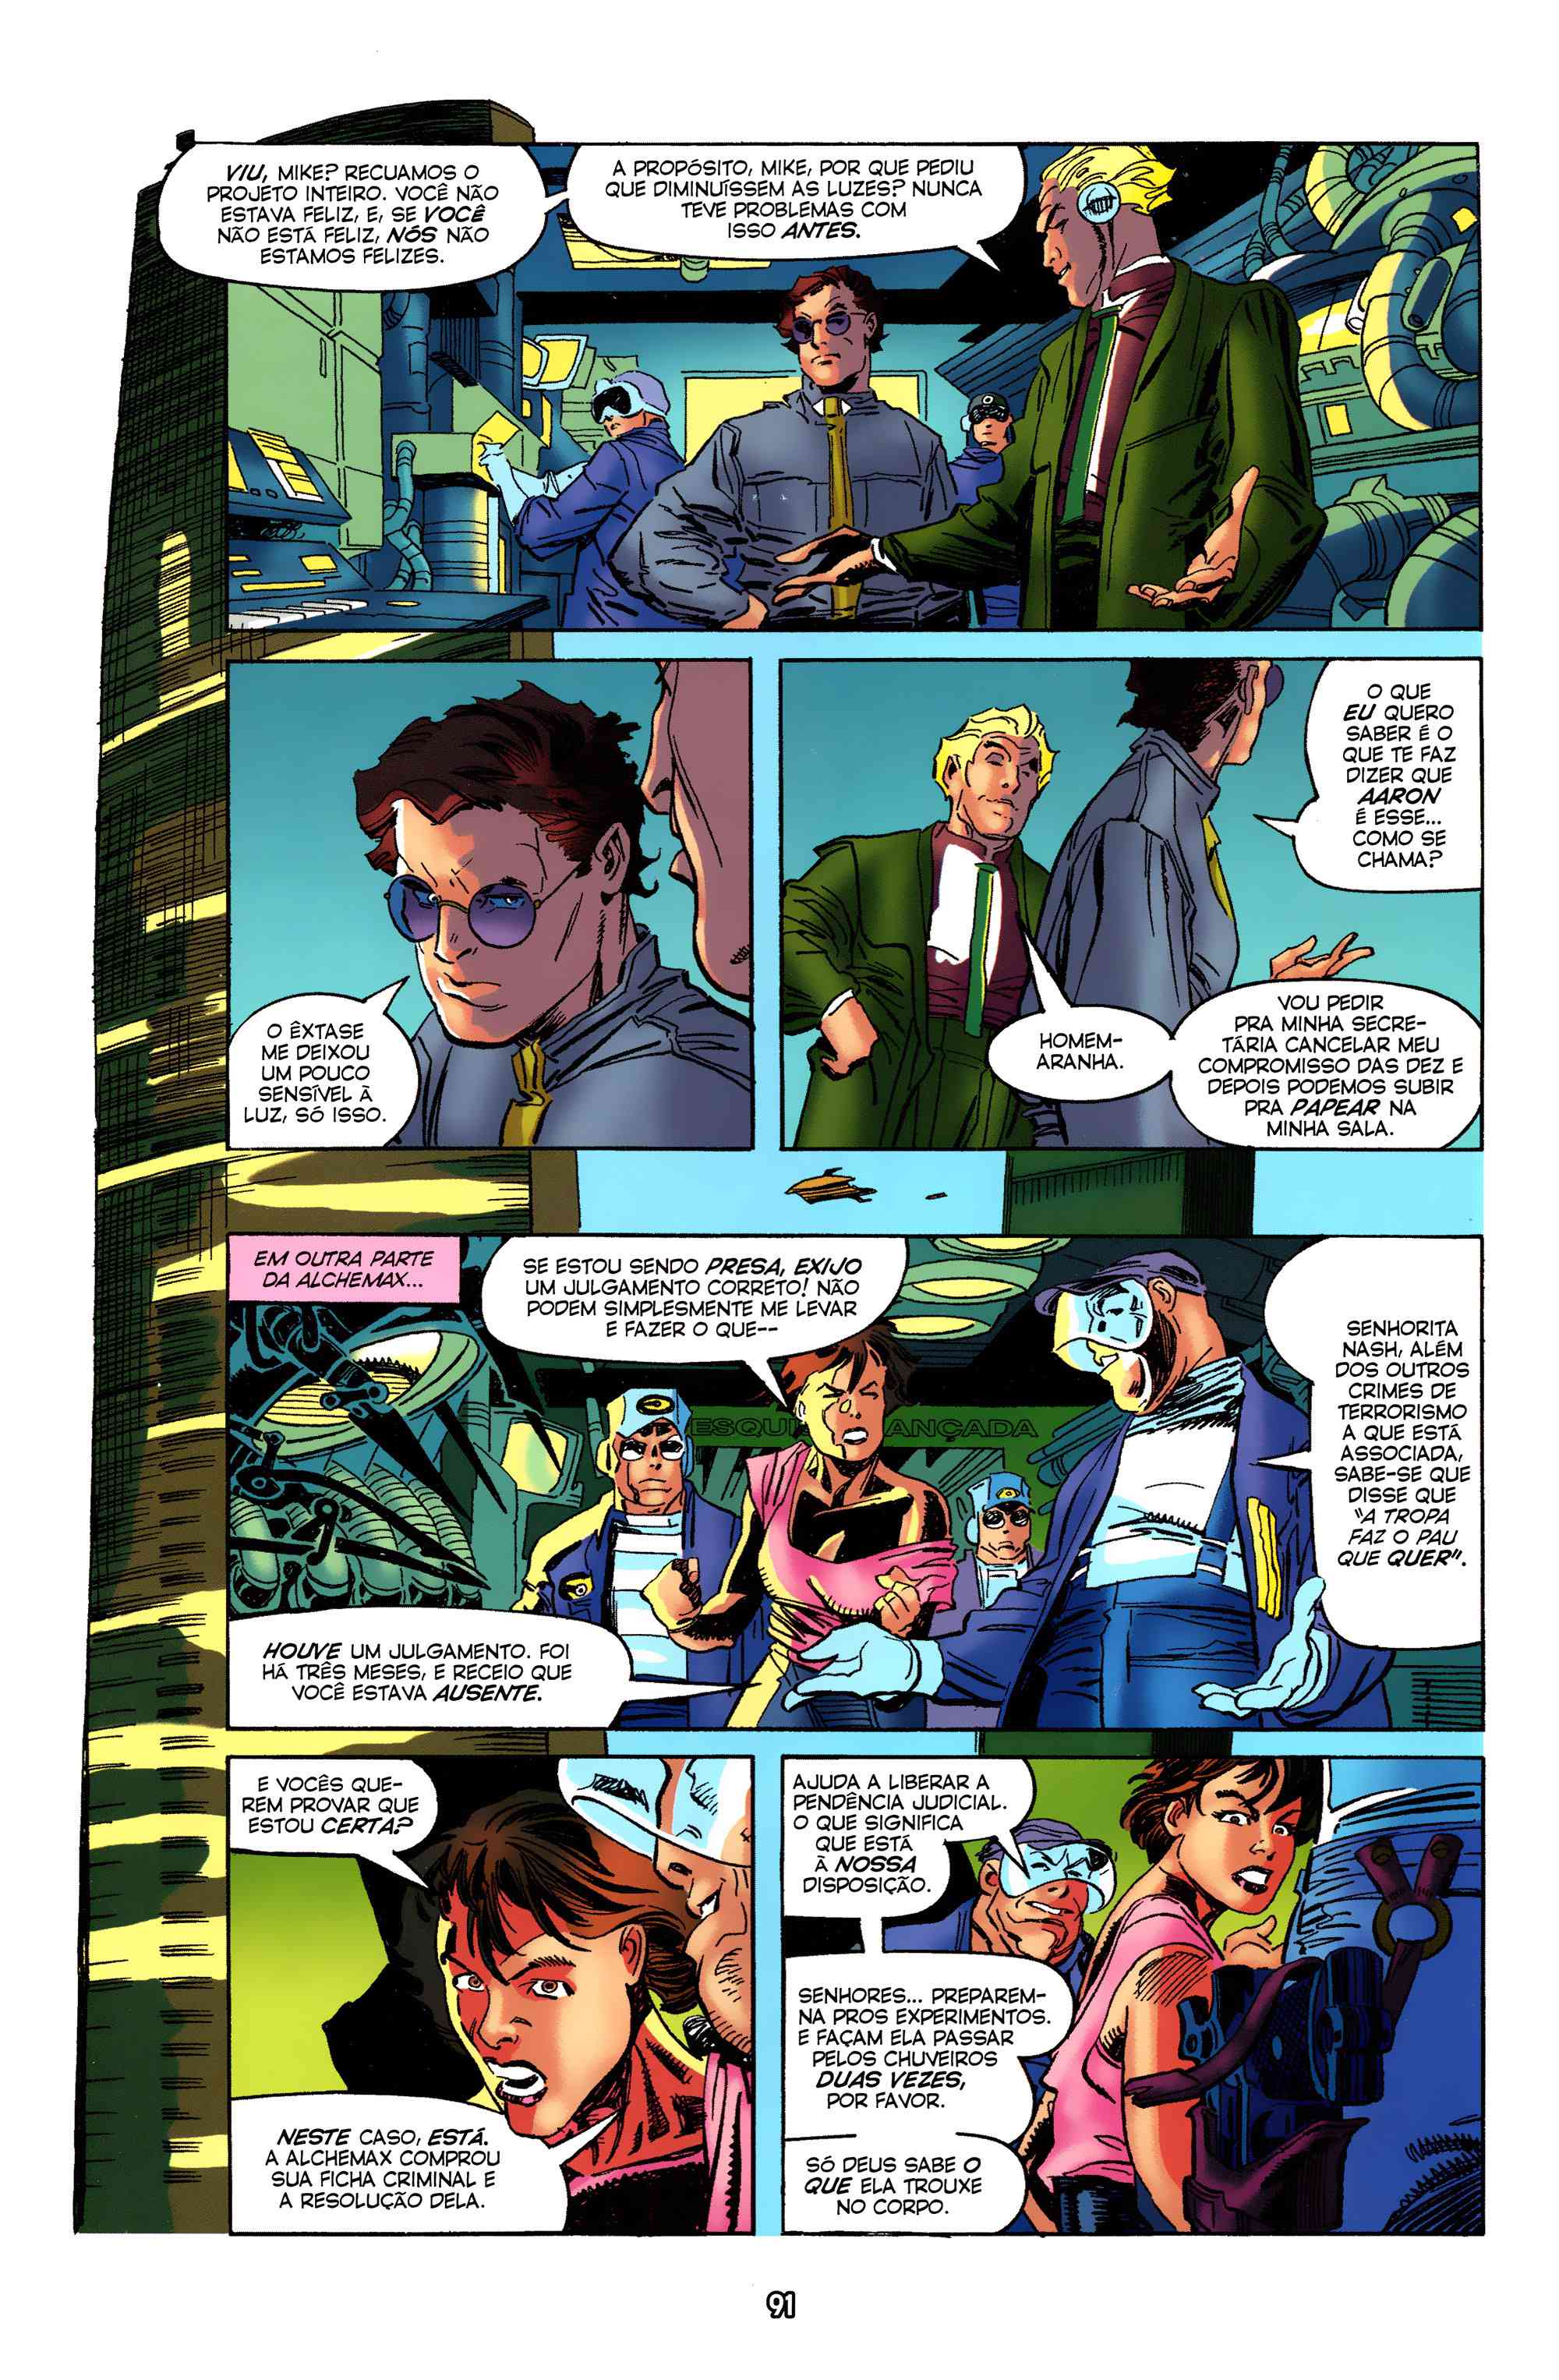 VIU, MIKE? RECUAMOS O
PROJETO INTEIRO. VOCÊ NÃO
ESTAVA FELIZ, E, SE VOCÊ
NÃO ESTÁ FELIZ, NÓS NÃO
ESTAMOS FELIZES.
A PROPÓSITO, MIKE, POR QUE PEDIU
QUE DIMINUÍSSEM AS LUZES? NUNCA
TEVE PROBLEMAS COM
ISSO ANTES.
O ÊXTASE
ME DEIXOU
UM POUCO
SENSÍVEL À
LUZ, SÓ ISSO.
O QUE
EU QUERO
SABER É O
QUE TE FAZ
DIZER QUE
AARON
É ESSE...
COMO SE
CHAMA?
HOMEM-
ARANHA.
VOU PEDIR
PRA MINHA SECRE-
TÁRIA CANCELAR MEU
COMPROMISSO DAS DEZ E
DEPOIS PODEMOS SUBIR
PRA PAPEAR NA
MINHA SALA.
EM OUTRA PARTE
DA ALCHEMAX...
SE ESTOU SENDO PRESA, EXIJO
UM JULGAMENTO CORRETO! NÃO
PODEM SIMPLESMENTE ME LEVAR
E FAZER O QUE--
ESQUI ANÇADA
HOUVE UM JULGAMENTO. FOI
HÁ TRÊS MESES, E RECEIO QUE
VOCÊ ESTAVA AUSENTE.
SENHORITA
NASH, ALÉM
DOS OUTROS
CRIMES DE
TERRORISMO
A QUE ESTÁ
ASSOCIADA,
SABE-SE QUE
DISSE QUE
"A TROPA
FAZ O PAU
QUE QUER".
E VOCÊS QUE-
REM PROVAR QUE
ESTOU CERTA?
NESTE CASO, ESTÁ.
A ALCHEMAX COMPROU
SUA FICHA CRIMINAL E
A RESOLUÇÃO DELA.
AJUDA A LIBERAR A
PENDÊNCIA JUDICIAL.
O QUE SIGNIFICA
QUE ESTÁ
À NOSSA
DISPOSIÇÃO.
SENHORES... PREPAREM-
NA PROS EXPERIMENTOS.
E FAÇAM ELA PASSAR
PELOS CHUVEIROS
DUAS VEZES,
POR FAVOR.
SÓ DEUS SABE O
QUE ELA TROUXE
NO CORPO.
91